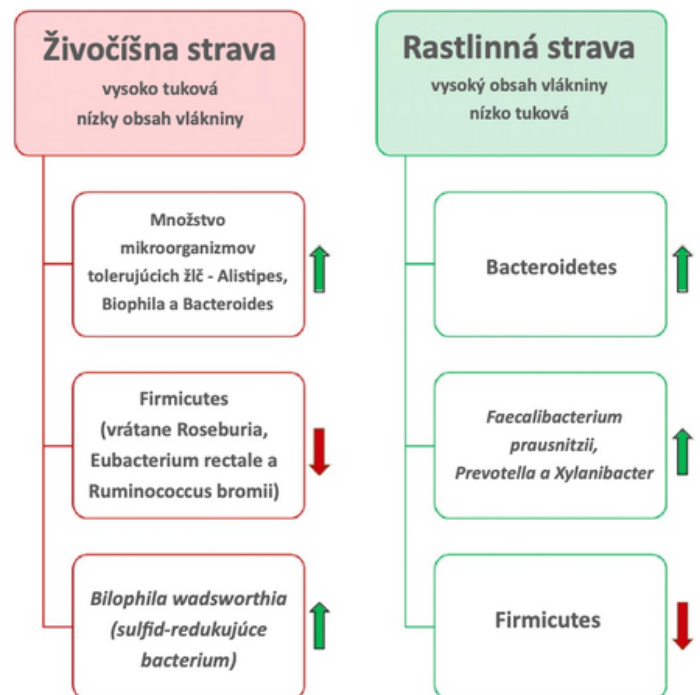 Živočíšna strava
vysoko tuková
nízky obsah vlákniny
Množstvo
mikroorganizmov
tolerujúcich žlč - Alistipes,
Biophila a Bacteroides
Firmicutes
(vrátane Roseburia,
Eubacterium rectale a
Ruminococcus bromii)
Bilophila wadsworthia
(sulfid-redukujúce
bacterium)
Rastlinná strava
vysoký obsah vlákniny
nízko tuková
Bacteroidetes
Faecalibacterium
prausnitzii,
Prevotella a Xylanibacter
Firmicutes